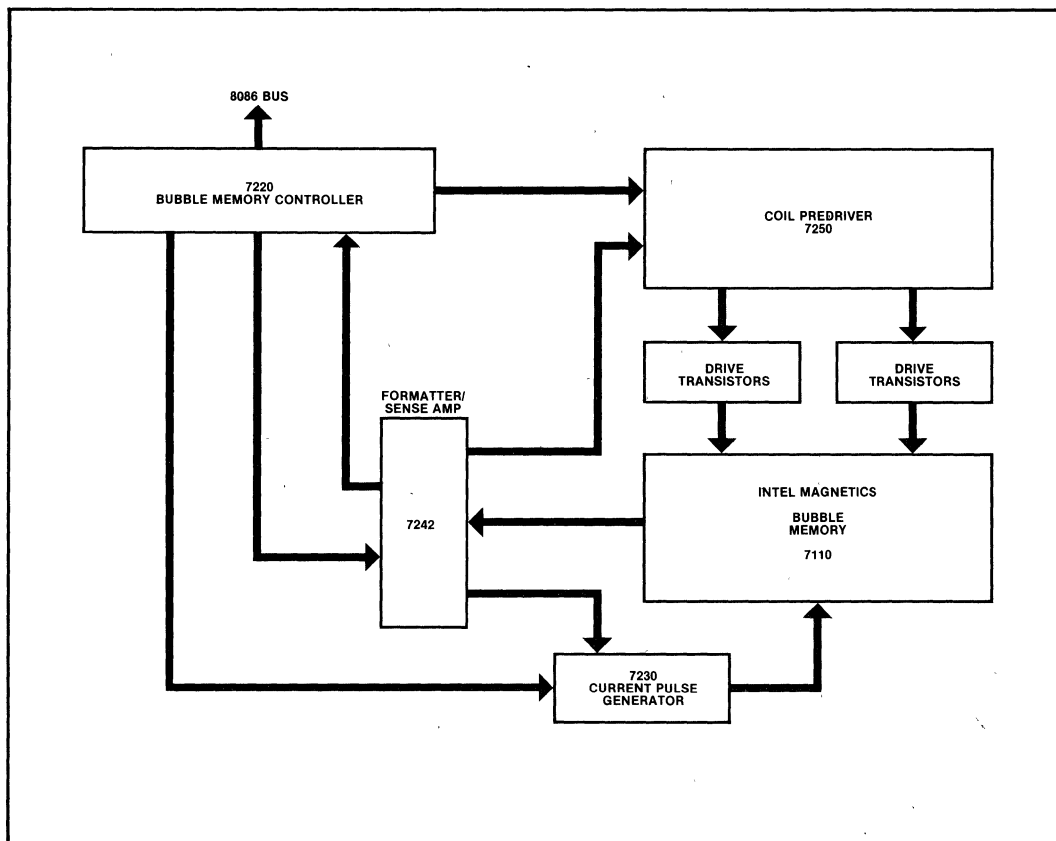 8086 BUS
7220
BUBBLE MEMORY CONTROLLER
COIL PREDRIVER
7250
DRIVE
TRANSISTORS
DRIVE
TRANSISTORS
FORMATTER/
SENSE AMP
7242
INTEL MAGNETICS
BUBBLE
MEMORY
7110
7230
CURRENT PULSE
GENERATOR